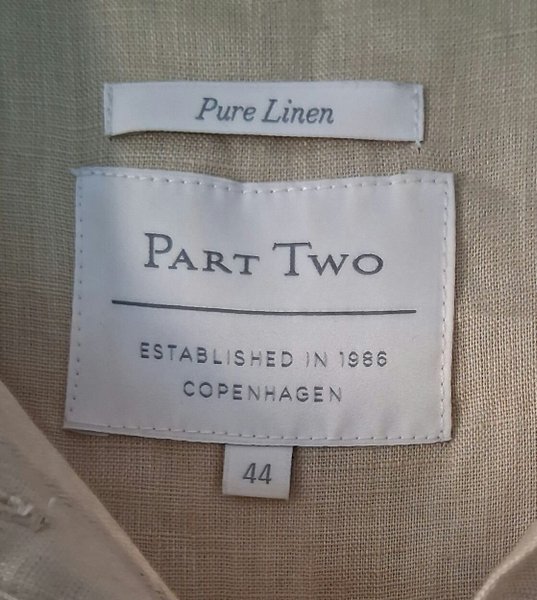 Pure Linen
PART TWO
ESTABLISHED IN 1986
COPENHAGEN
44